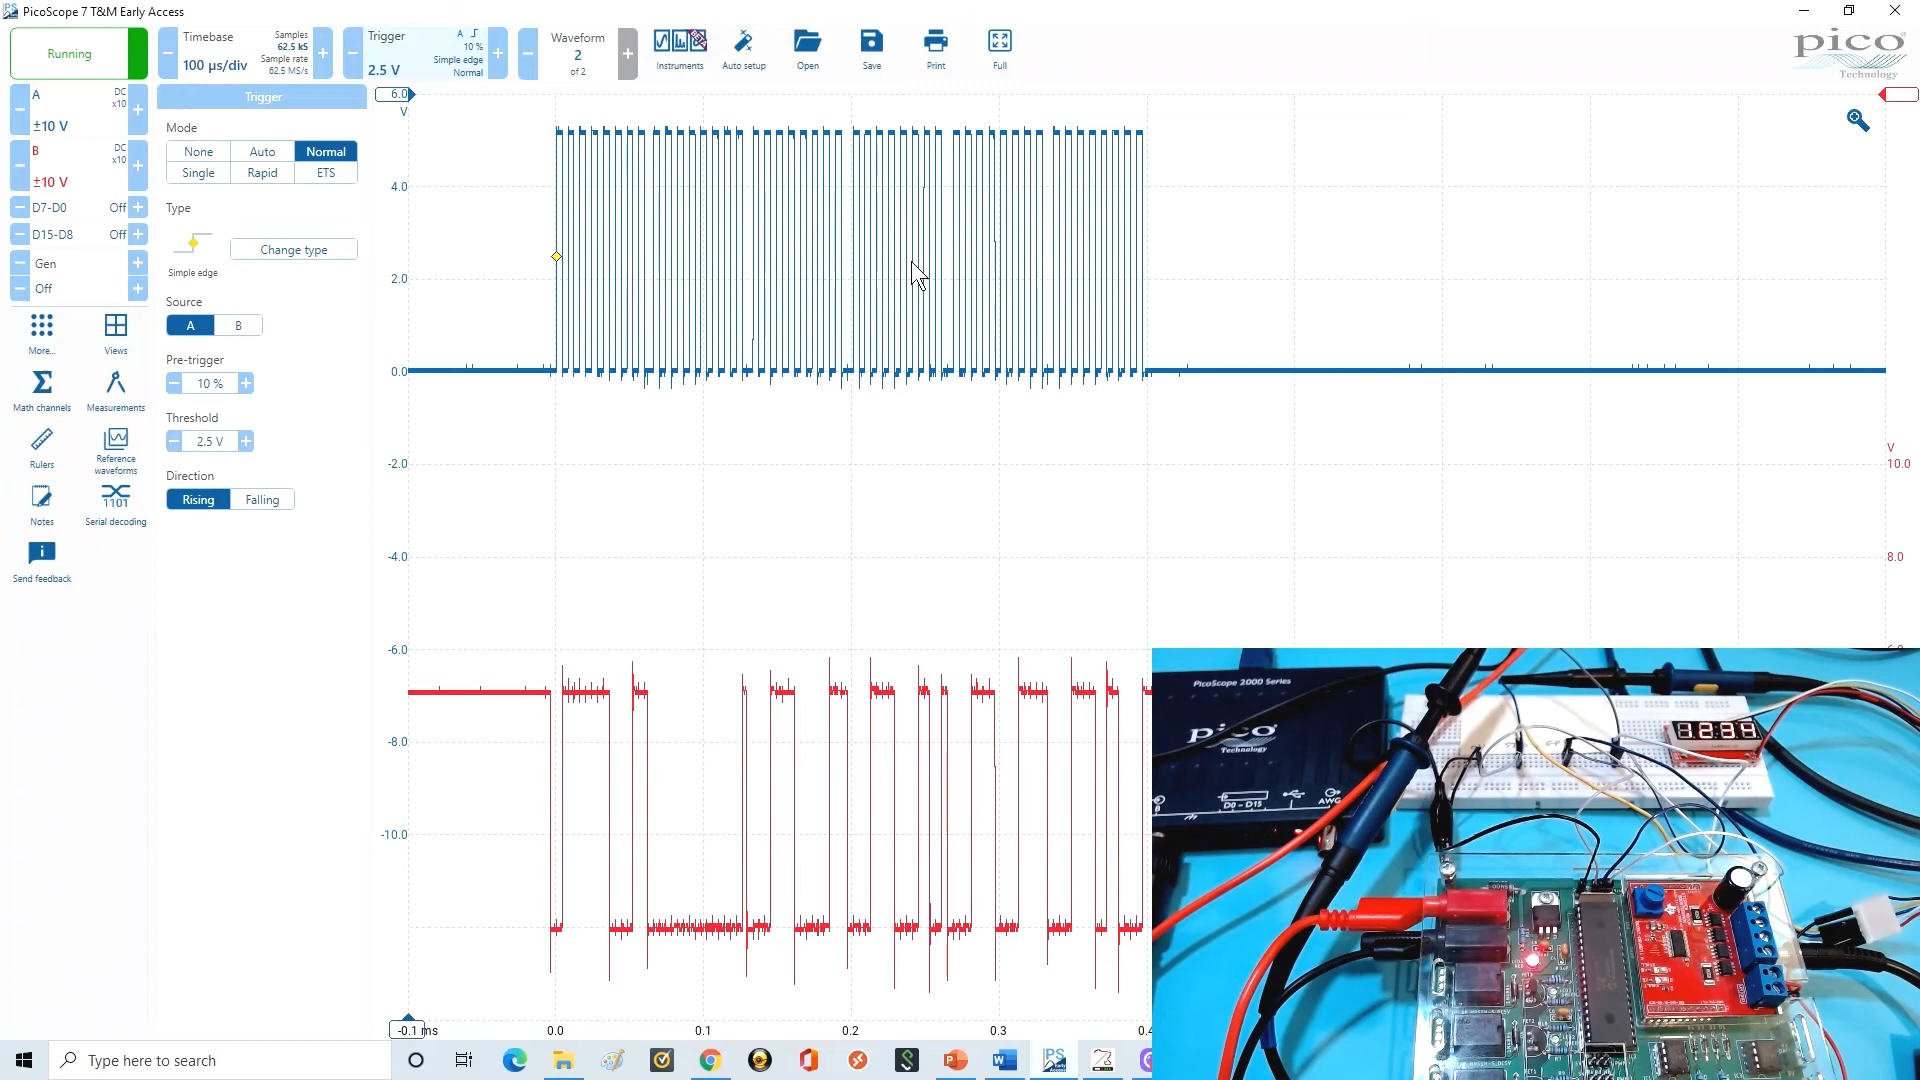 PicoScope 7 T&M Early Access
Running
Timebase
100 µs/div
Samples
62.5 kS
Sample rate
62.5 MS/s
Trigger
2.5 V
A
10 %
Simple edge
Normal
Waveform
2
of 2
Instruments
Auto setup
Open
Save
Print
Full
pico
Technology
A
DC
x10
±10 V
B
DC
x10
±10 V
D7-D0
Off
D15-D8
Off
Gen
Off
More...
Views
Math channels
Measurements
Rulers
Reference
waveforms
Notes
1101
Serial decoding
Send feedback
Trigger
Mode
None
Auto
Normal
Single
Rapid
ETS
Type
Simple edge
Change type
Source
A
B
Pre-trigger
10 %
Threshold
2.5 V
Direction
Rising
Falling
6.0
V
4.0
2.0
0.0
-2.0
-4.0
-6.0
-8.0
-10.0
V
10.0
8.0
-0.1 ms
0.0
0.1
0.2
0.3
PicoScope 2000 Series
pico
Technology
D0 - D15
AWG
1234
Type here to search
PS